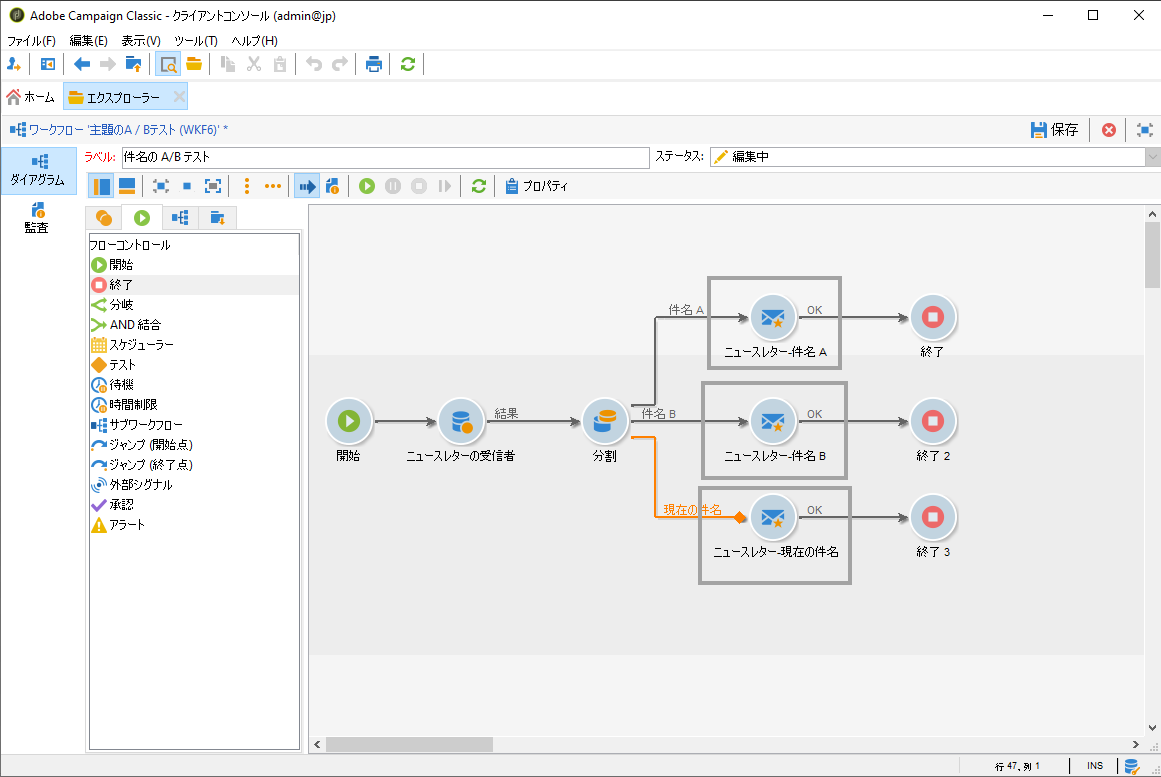 Adobe Campaign Classic - クライアントコンソール (admin@jp)
ファイル(F) 編集(E) 表示(V) ツール(T) ヘルプ(H)
ホーム エクスプローラー
ワークフロー '主題のA / Bテスト (WKF6)' *
保存
ダイアグラム
監査
ラベル: 件名の A/B テスト
ステータス: 編集中
プロパティ
フローコントロール
開始
終了
分岐
AND 結合
スケジューラー
テスト
待機
時間制限
サブワークフロー
ジャンプ (開始点)
ジャンプ (終了点)
外部シグナル
承認
アラート
件名 A
OK
ニュースレター-件名 A
終了
結果
件名 B
OK
開始
ニュースレターの受信者
分割
ニュースレター-件名 B
終了 2
現在の件名
OK
ニュースレター-現在の件名
終了 3
行 47、列 1
INS